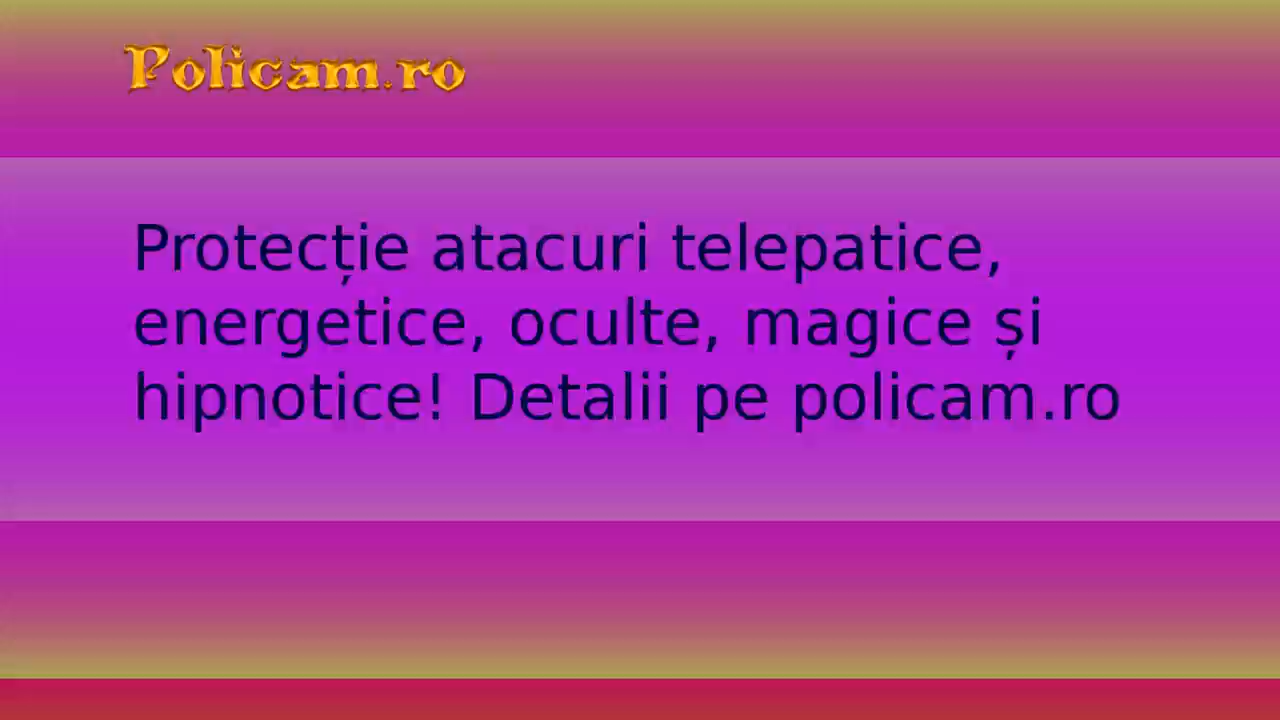 Policam.ro
Protecție atacuri telepatice,
energetice, oculte, magice și
hipnotice! Detalii pe policam.ro